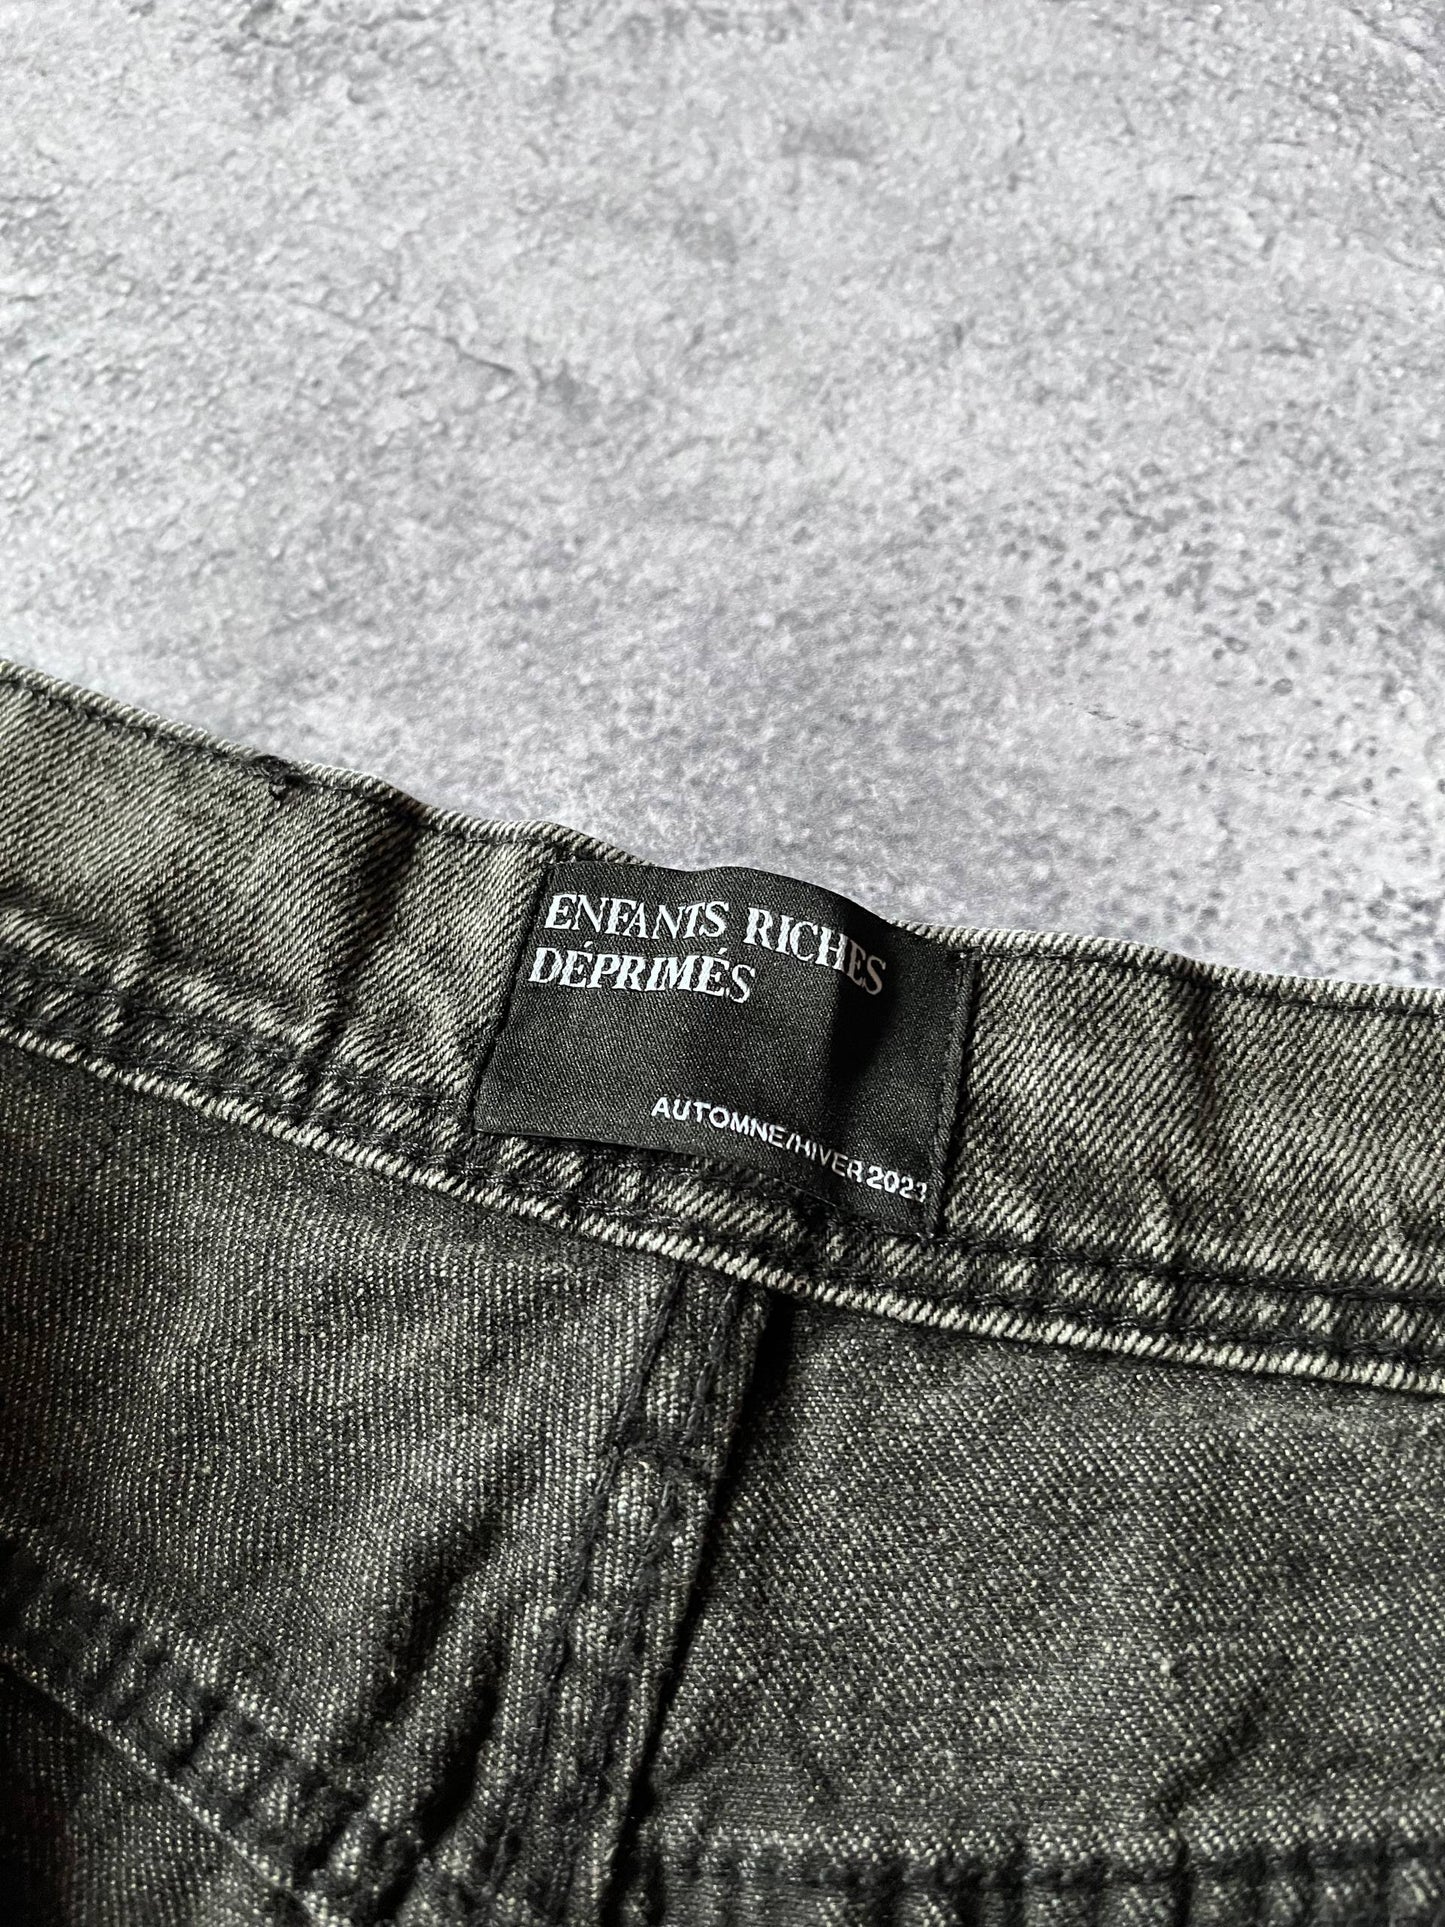 ENFANTS RICHES
DÉPRIMÉS
AUTOMNE/HIVER 2023